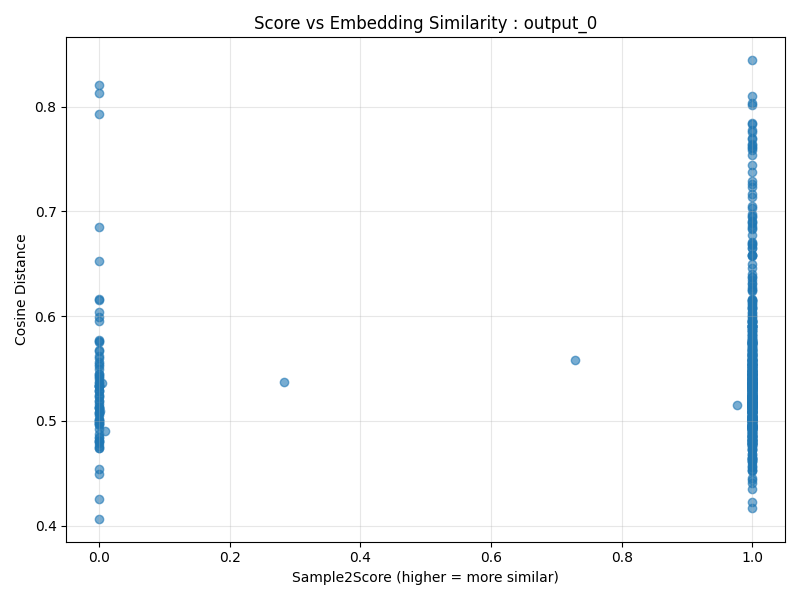 Score vs Embedding Similarity : output_0
Cosine Distance
0.8
0.7
0.6
0.5
0.4
0.0 0.2 0.4 0.6 0.8 1.0
Sample2Score (higher = more similar)